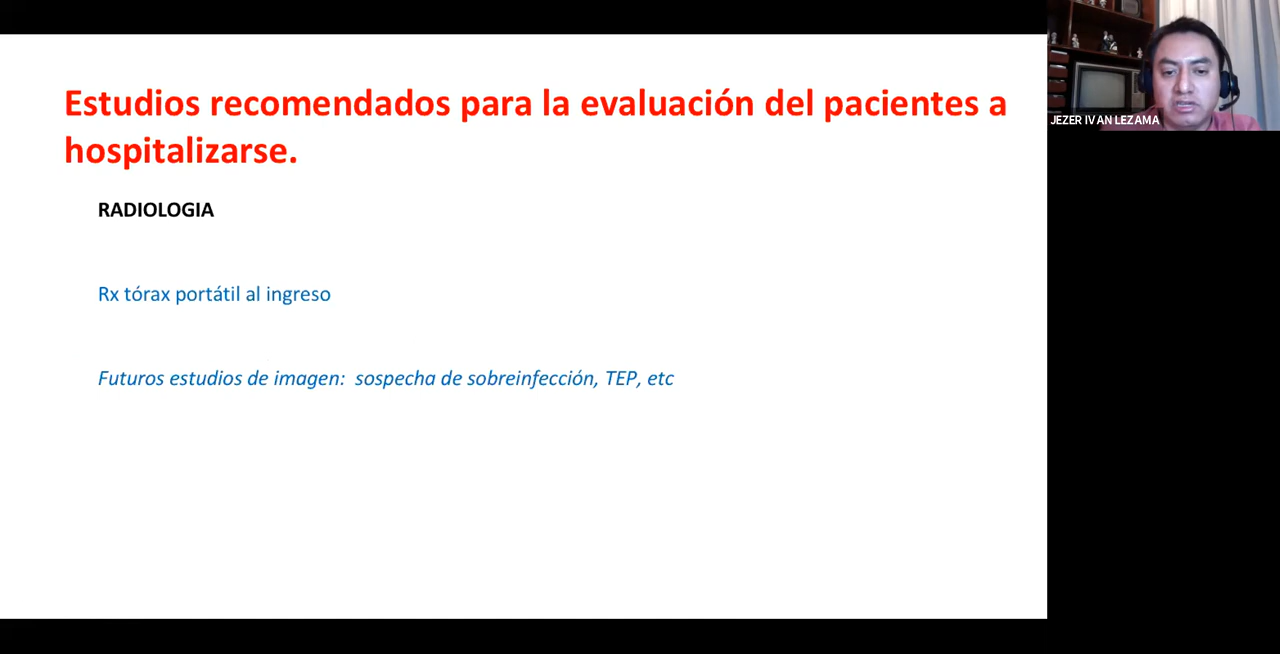 Estudios recomendados para la evaluación del pacientes a
hospitalizarse.
RADIOLOGIA
Rx tórax portátil al ingreso
Futuros estudios de imagen: sospecha de sobreinfección, TEP, etc
JEZER IVAN LEZAMA